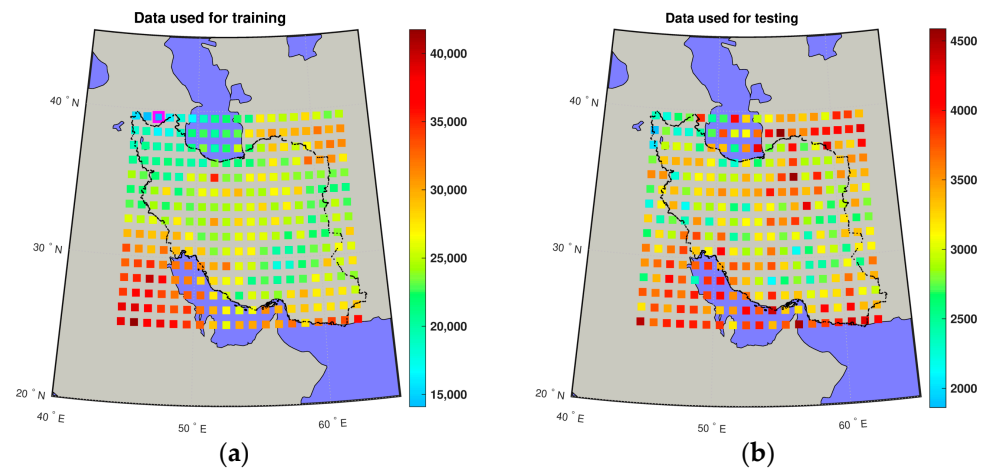 Data used for training
40 ° N
30 ° N
20 ° N
40 ° E
50 ° E
60 ° E
40,000
35,000
30,000
25,000
20,000
15,000
(a)
Data used for testing
40 ° N
30 ° N
20 ° N
40 ° E
50 ° E
60 ° E
4500
4000
3500
3000
2500
2000
(b)